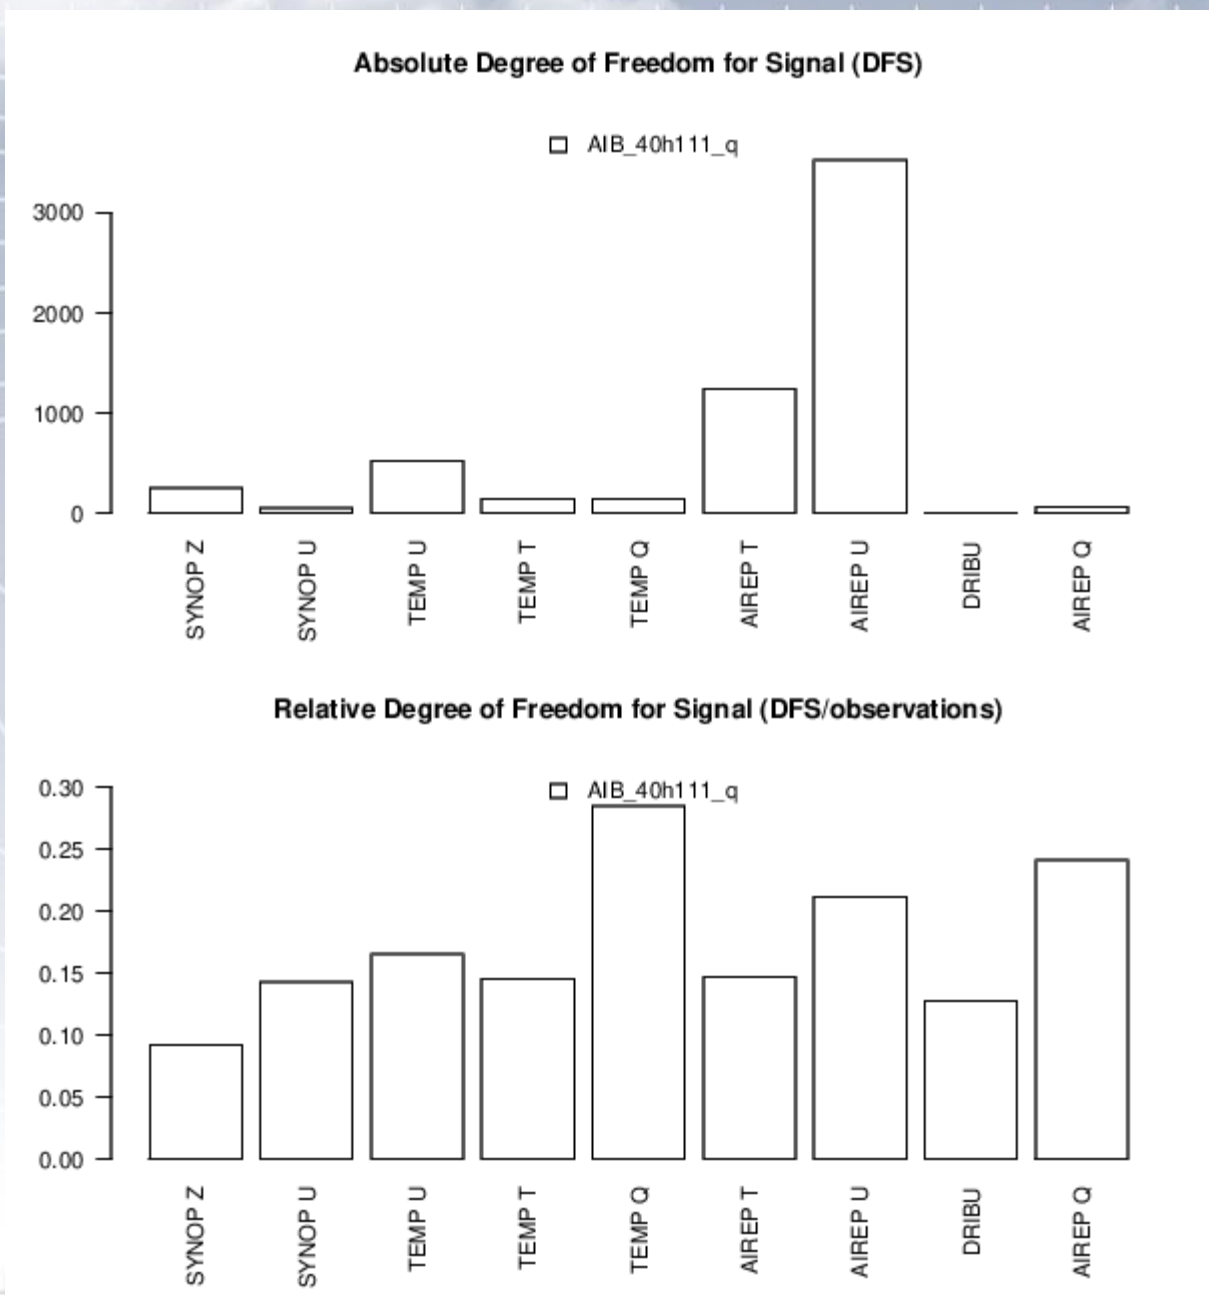 Absolute Degree of Freedom for Signal (DFS)
AIB_40h111_q
3000
2000
1000
0
SYNOP Z
SYNOP U
TEMP U
TEMP T
TEMP Q
AIREP T
AIREP U
DRIBU
AIREP Q
Relative Degree of Freedom for Signal (DFS/observations)
AIB_40h111_q
0.30
0.25
0.20
0.15
0.10
0.05
0.00
SYNOP Z
SYNOP U
TEMP U
TEMP T
TEMP Q
AIREP T
AIREP U
DRIBU
AIREP Q